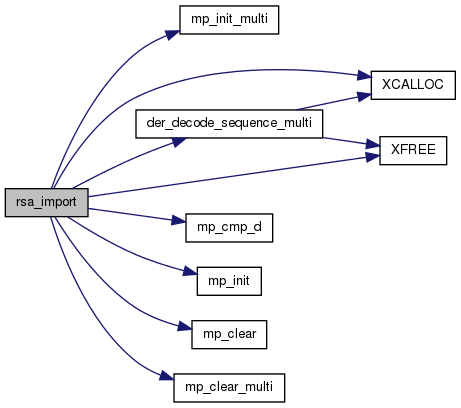 mp_init_multi
XCALLOC
der_decode_sequence_multi
XFREE
rsa_import
mp_cmp_d
mp_init
mp_clear
mp_clear_multi